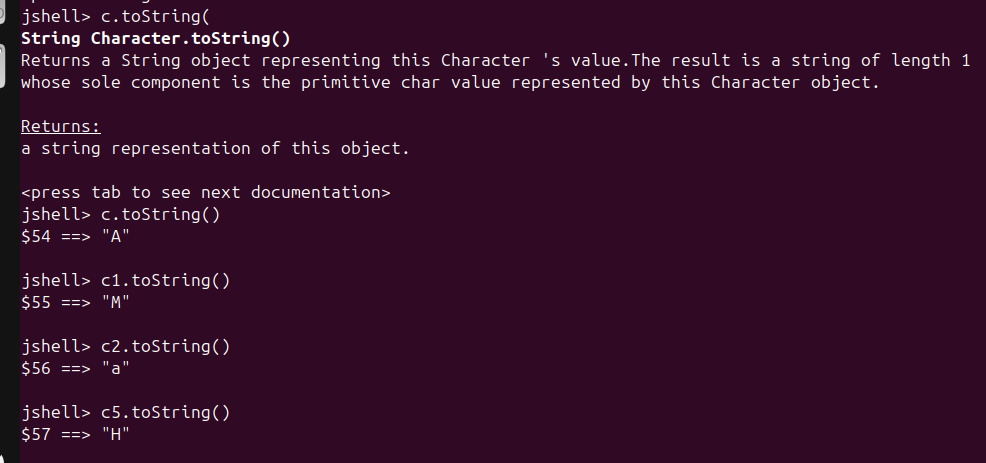 jshell> c.toString(
String Character.toString()
Returns a String object representing this Character 's value.The result is a string of length 1
whose sole component is the primitive char value represented by this Character object.
Returns:
a string representation of this object.
<press tab to see next documentation>
jshell> c.toString()
$54 ==> "A"
jshell> c1.toString()
$55 ==> "M"
jshell> c2.toString()
$56 ==> "a"
jshell> c5.toString()
$57 ==> "H"